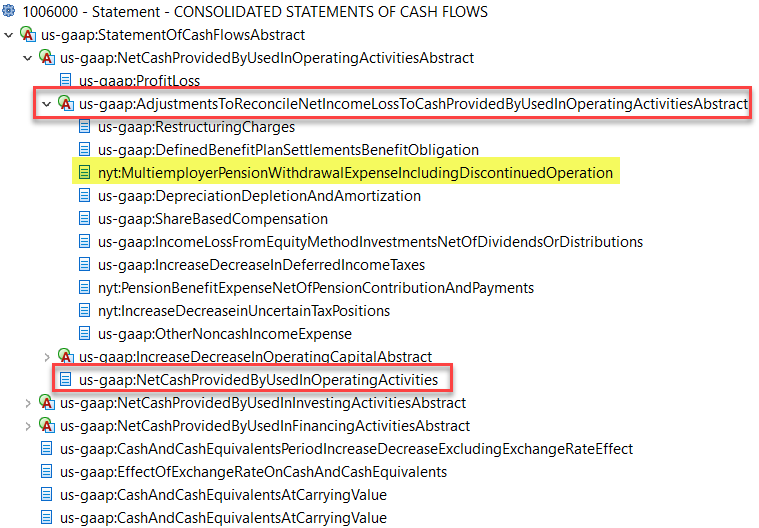 1006000 - Statement - CONSOLIDATED STATEMENTS OF CASH FLOWS
us-gaap:StatementOfCashFlowsAbstract
us-gaap:NetCashProvidedByUsedInOperatingActivitiesAbstract
us-gaap:ProfitLoss
us-gaap:AdjustmentsToReconcileNetIncomeLossToCashProvidedByUsedInOperatingActivitiesAbstract
us-gaap:RestructuringCharges
us-gaap:DefinedBenefitPlanSettlementsBenefitObligation
nyt:MultiemployerPensionWithdrawalExpenseIncludingDiscontinuedOperation
us-gaap:DepreciationDepletionAndAmortization
us-gaap:ShareBasedCompensation
us-gaap:IncomeLossFromEquityMethodInvestmentsNetOfDividendsOrDistributions
us-gaap:IncreaseDecreaseInDeferredIncomeTaxes
nyt:PensionBenefitExpenseNetOfPensionContributionAndPayments
nyt:IncreaseDecreaseinUncertainTaxPositions
us-gaap:OtherNoncashIncomeExpense
us-gaap:IncreaseDecreaseInOperatingCapitalAbstract
us-gaap:NetCashProvidedByUsedInOperatingActivities
us-gaap:NetCashProvidedByUsedInInvestingActivitiesAbstract
us-gaap:NetCashProvidedByUsedInFinancingActivitiesAbstract
us-gaap:CashAndCashEquivalentsPeriodIncreaseDecreaseExcludingExchangeRateEffect
us-gaap:EffectOfExchangeRateOnCashAndCashEquivalents
us-gaap:CashAndCashEquivalentsAtCarryingValue
us-gaap:CashAndCashEquivalentsAtCarryingValue